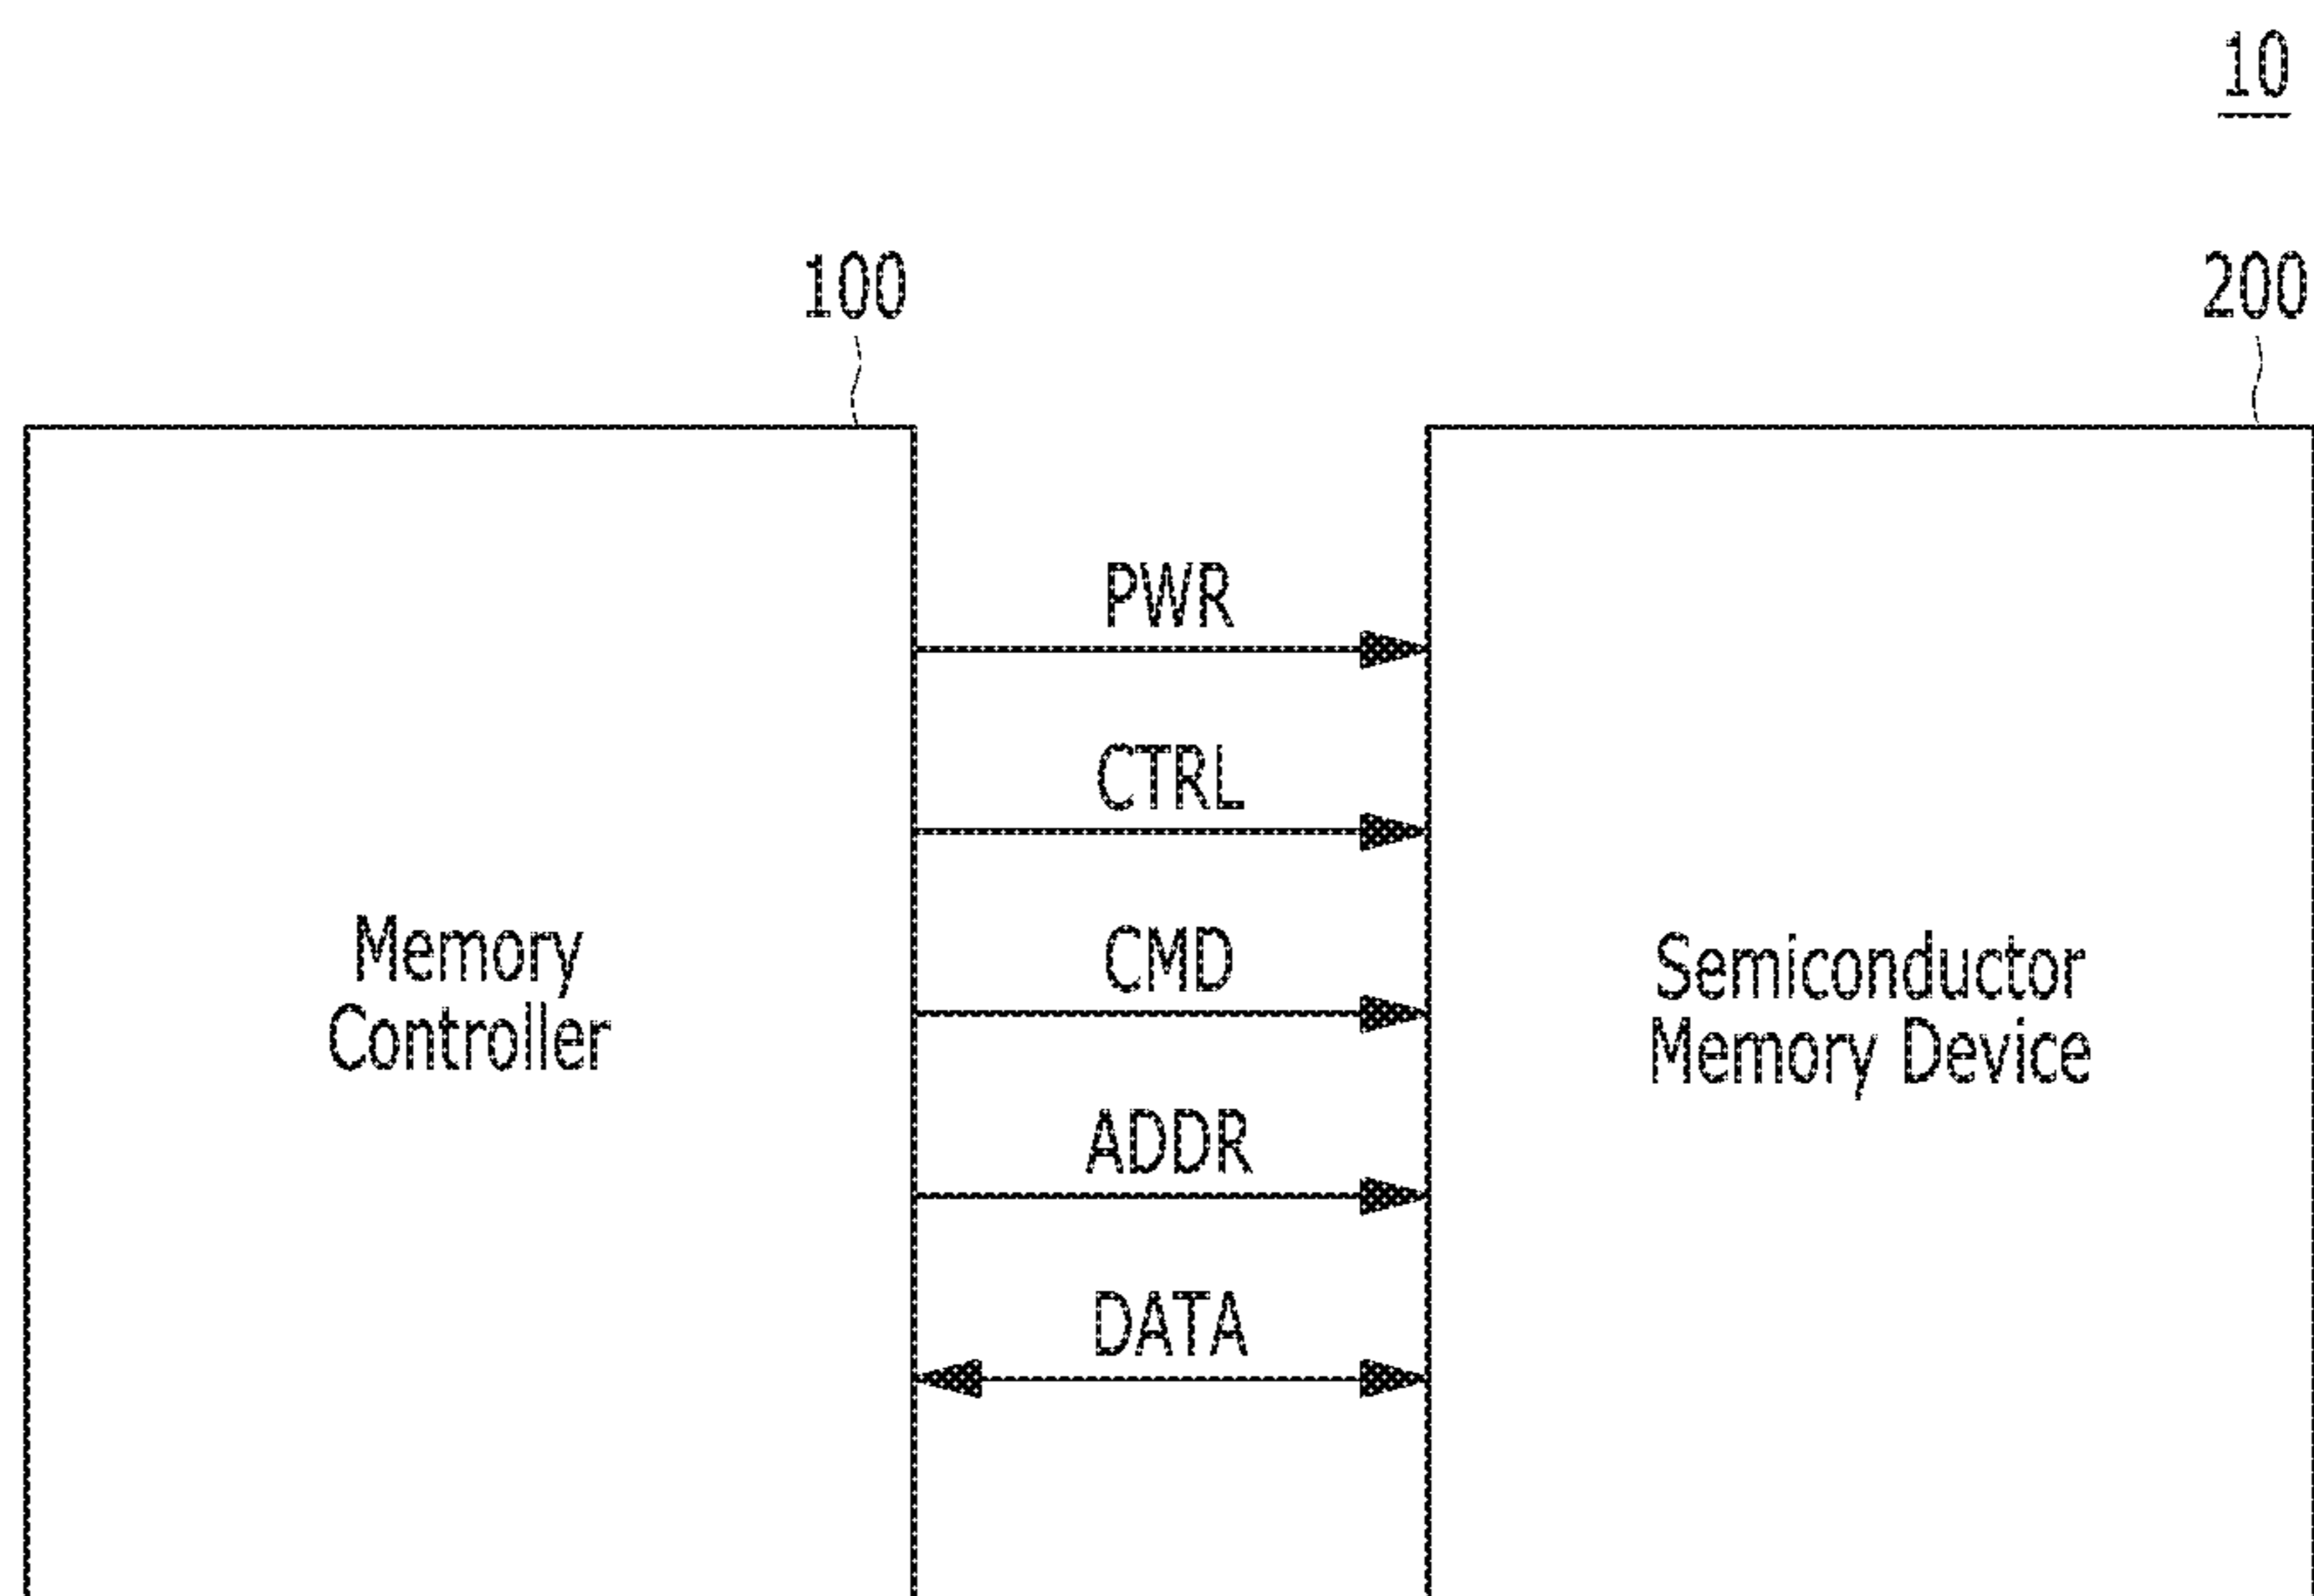 10
100
200
PWR
CTRL
CMD
ADDR
DATA
Memory
Controller
Semiconductor
Memory Device